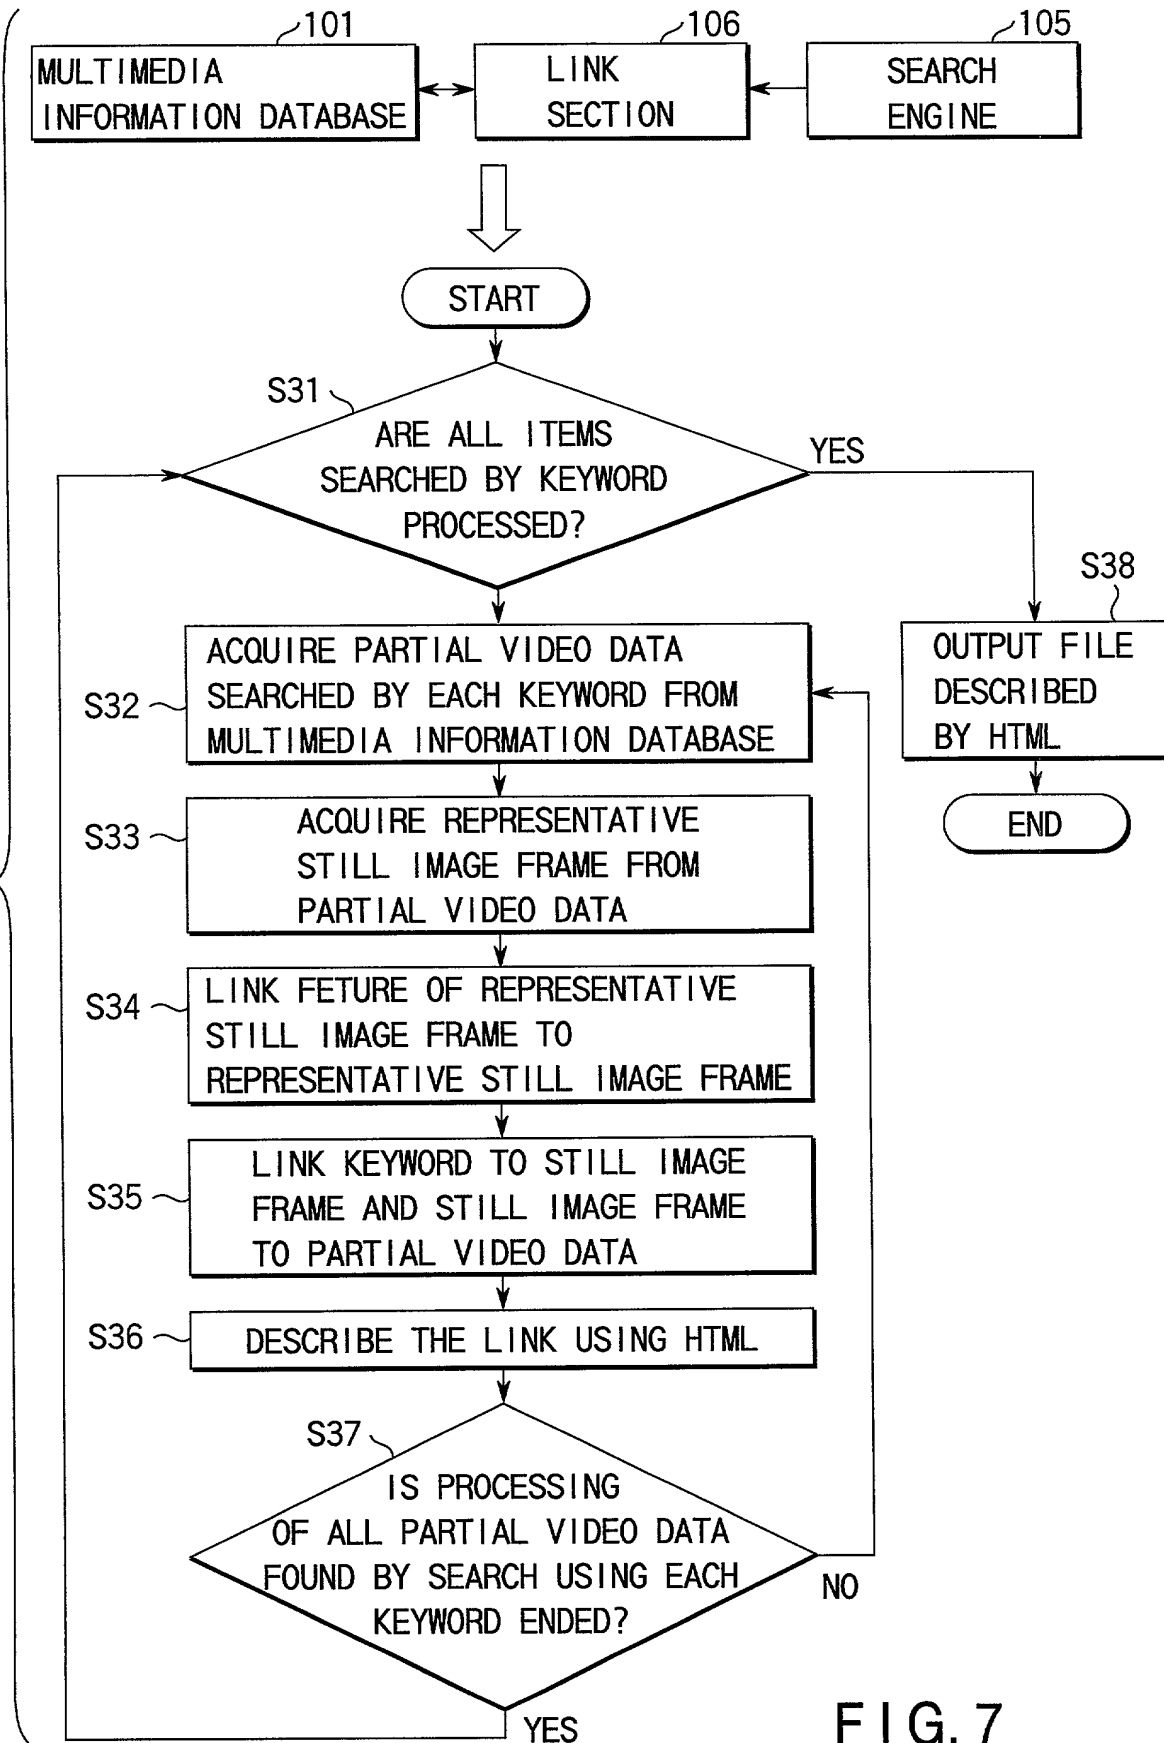 101
MULTIMEDIA
INFORMATION DATABASE
106
LINK
SECTION
105
SEARCH
ENGINE
START
S31
ARE ALL ITEMS
SEARCHED BY KEYWORD
PROCESSED?
YES
S32
ACQUIRE PARTIAL VIDEO DATA
SEARCHED BY EACH KEYWORD FROM
MULTIMEDIA INFORMATION DATABASE
S38
OUTPUT FILE
DESCRIBED
BY HTML
END
S33
ACQUIRE REPRESENTATIVE
STILL IMAGE FRAME FROM
PARTIAL VIDEO DATA
S34
LINK FETURE OF REPRESENTATIVE
STILL IMAGE FRAME TO
REPRESENTATIVE STILL IMAGE FRAME
S35
LINK KEYWORD TO STILL IMAGE
FRAME AND STILL IMAGE FRAME
TO PARTIAL VIDEO DATA
S36
DESCRIBE THE LINK USING HTML
S37
IS PROCESSING
OF ALL PARTIAL VIDEO DATA
FOUND BY SEARCH USING EACH
KEYWORD ENDED?
NO
YES
FIG. 7